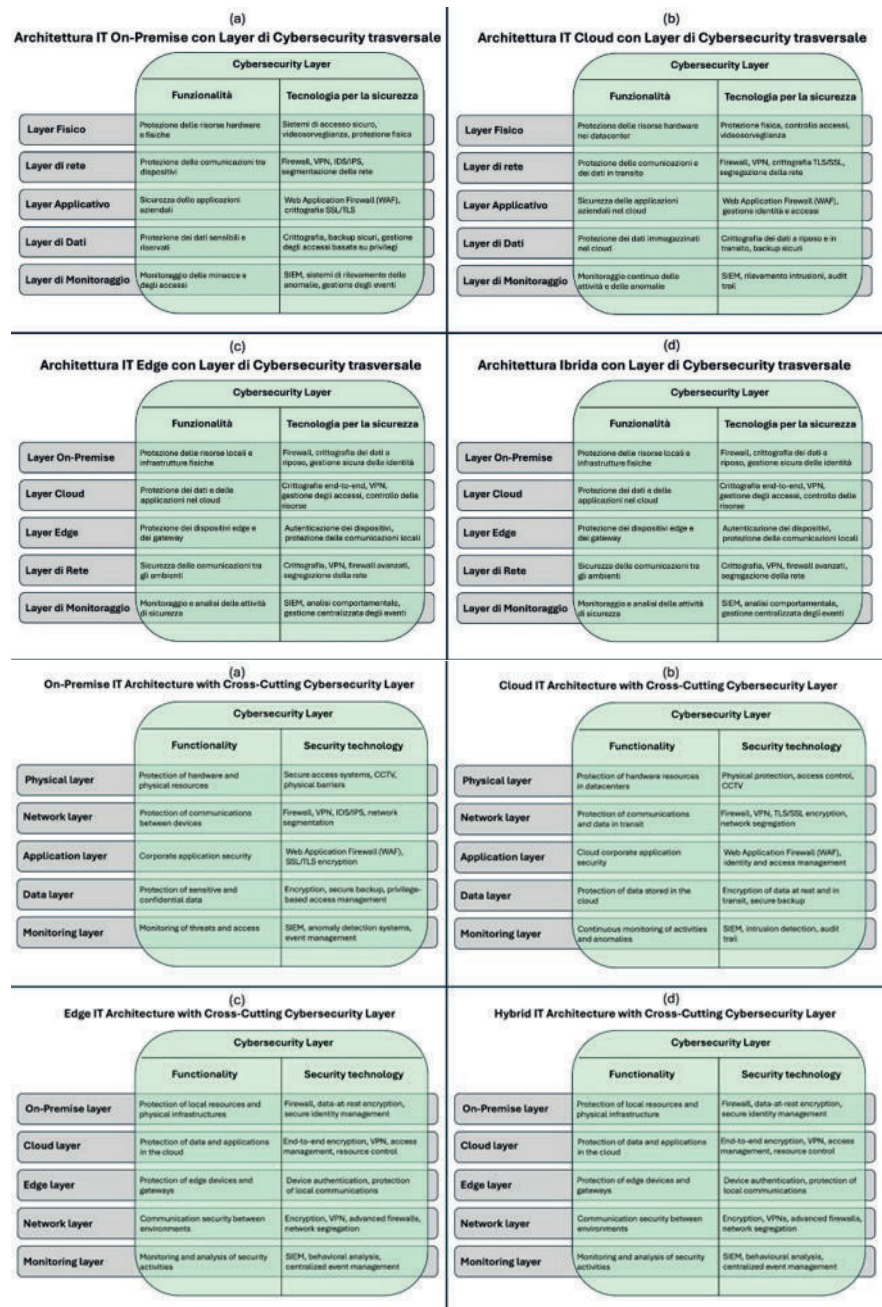 (a)
Architettura IT On-Premise con Layer di Cybersecurity trasversale
Cybersecurity Layer
Funzionalità Tecnologia per la sicurezza
Layer Fisico
Protezione delle risorse hardware
e fisiche
Sistemi di accesso sicuro,
videosorveglianza, protezione fisica
Layer di rete
Protezione delle comunicazioni tra
dispositivi
Firewall, VPN, IDS/IPS,
segmentazione della rete
Layer Applicativo
Sicurezza delle applicazioni
aziendali
Web Application Firewall (WAF),
crittografia SSL/TLS
Layer di Dati
Protezione dei dati sensibili e
riservati
Crittografia, backup sicuri, gestione
degli accessi basata su privilegi
Layer di Monitoraggio
Monitoraggio delle minacce e
degli accessi
SIEM, sistemi di rilevamento delle
anomalie, gestione degli eventi
(b)
Architettura IT Cloud con Layer di Cybersecurity trasversale
Cybersecurity Layer
Funzionalità Tecnologia per la sicurezza
Layer Fisico
Protezione delle risorse hardware
nei datacenter
Protezione fisica, controllo accessi,
videosorveglianza
Layer di rete
Protezione delle comunicazioni e
dei dati in transito
Firewall, VPN, crittografia TLS/SSL,
segregazione della rete
Layer Applicativo
Sicurezza delle applicazioni
aziendali nel cloud
Web Application Firewall (WAF),
gestione identità e accessi
Layer di Dati
Protezione dei dati immagazzinati
nel cloud
Crittografia dei dati a riposo e in
transito, backup sicuri
Layer di Monitoraggio
Monitoraggio continuo delle
attività e delle anomalie
SIEM, rilevamento intrusioni, audit
trail
(c)
Architettura IT Edge con Layer di Cybersecurity trasversale
Cybersecurity Layer
Funzionalità Tecnologia per la sicurezza
Layer On-Premise
Protezione delle risorse locali e
infrastrutture fisiche
Firewall, crittografia dei dati a
riposo, gestione sicura delle identità
Layer Cloud
Protezione dei dati e delle
applicazioni nel cloud
Crittografia end-to-end, VPN,
gestione degli accessi, controllo delle
risorse
Layer Edge
Protezione dei dispositivi edge e
dei gateway
Autenticazione dei dispositivi,
protezione delle comunicazioni locali
Layer di Rete
Sicurezza delle comunicazioni tra
gli ambienti
Crittografia, VPN, firewall avanzati,
segregazione della rete
Layer di Monitoraggio
Monitoraggio e analisi delle attività
di sicurezza
SIEM, analisi comportamentale,
gestione centralizzata degli eventi
(d)
Architettura Ibrida con Layer di Cybersecurity trasversale
Cybersecurity Layer
Funzionalità Tecnologia per la sicurezza
Layer On-Premise
Protezione delle risorse locali e
infrastrutture fisiche
Firewall, crittografia dei dati a
riposo, gestione sicura delle identità
Layer Cloud
Protezione dei dati e delle
applicazioni nel cloud
Crittografia end-to-end, VPN,
gestione degli accessi, controllo delle
risorse
Layer Edge
Protezione dei dispositivi edge e
dei gateway
Autenticazione dei dispositivi,
protezione delle comunicazioni locali
Layer di Rete
Sicurezza delle comunicazioni tra
gli ambienti
Crittografia, VPN, firewall avanzati,
segregazione della rete
Layer di Monitoraggio
Monitoraggio e analisi delle attività
di sicurezza
SIEM, analisi comportamentale,
gestione centralizzata degli eventi
(a)
On-Premise IT Architecture with Cross-Cutting Cybersecurity Layer
Cybersecurity Layer
Functionality Security technology
Physical layer
Protection of hardware and
physical resources
Secure access systems, CCTV,
physical barriers
Network layer
Protection of communications
between devices
Firewall, VPN, IDS/IPS, network
segmentation
Application layer
Corporate application security
Web Application Firewall (WAF),
SSL/TLS encryption
Data layer
Protection of sensitive and
confidential data
Encryption, secure backup, privilege-
based access management
Monitoring layer
Monitoring of threats and access
SIEM, anomaly detection systems,
event management
(b)
Cloud IT Architecture with Cross-Cutting Cybersecurity Layer
Cybersecurity Layer
Functionality Security technology
Physical layer
Protection of hardware resources
in datacenters
Physical protection, access control,
CCTV
Network layer
Protection of communications
and data in transit
Firewall, VPN, TLS/SSL encryption,
network segregation
Application layer
Cloud corporate application
security
Web Application Firewall (WAF),
identity and access management
Data layer
Protection of data stored in the
cloud
Encryption of data at rest and in
transit, secure backup
Monitoring layer
Continuous monitoring of activities
and anomalies
SIEM, intrusion detection, audit
trail
(c)
Edge IT Architecture with Cross-Cutting Cybersecurity Layer
Cybersecurity Layer
Functionality Security technology
On-Premise layer
Protection of local resources and
physical infrastructures
Firewall, data-at-rest encryption,
secure identity management
Cloud layer
Protection of data and applications
in the cloud
End-to-end encryption, VPN, access
management, resource control
Edge layer
Protection of edge devices and
gateways
Device authentication, protection
of local communications
Network layer
Communication security between
environments
Encryption, VPN, advanced firewalls,
network segregation
Monitoring layer
Monitoring and analysis of security
activities
SIEM, behavioral analysis,
centralized event management
(d)
Hybrid IT Architecture with Cross-Cutting Cybersecurity Layer
Cybersecurity Layer
Functionality Security technology
On-Premise layer
Protection of local resources and
physical infrastructure
Firewall, data-at-rest encryption,
secure identity management
Cloud layer
Protection of data and applications
in the cloud
End-to-end encryption, VPN, access
management, resource control
Edge layer
Protection of edge devices and
gateways
Device authentication, protection of
local communications
Network layer
Communication security between
environments
Encryption, VPNs, advanced firewalls,
network segregation
Monitoring layer
Monitoring and analysis of security
activities
SIEM, behavioural analysis,
centralized event management